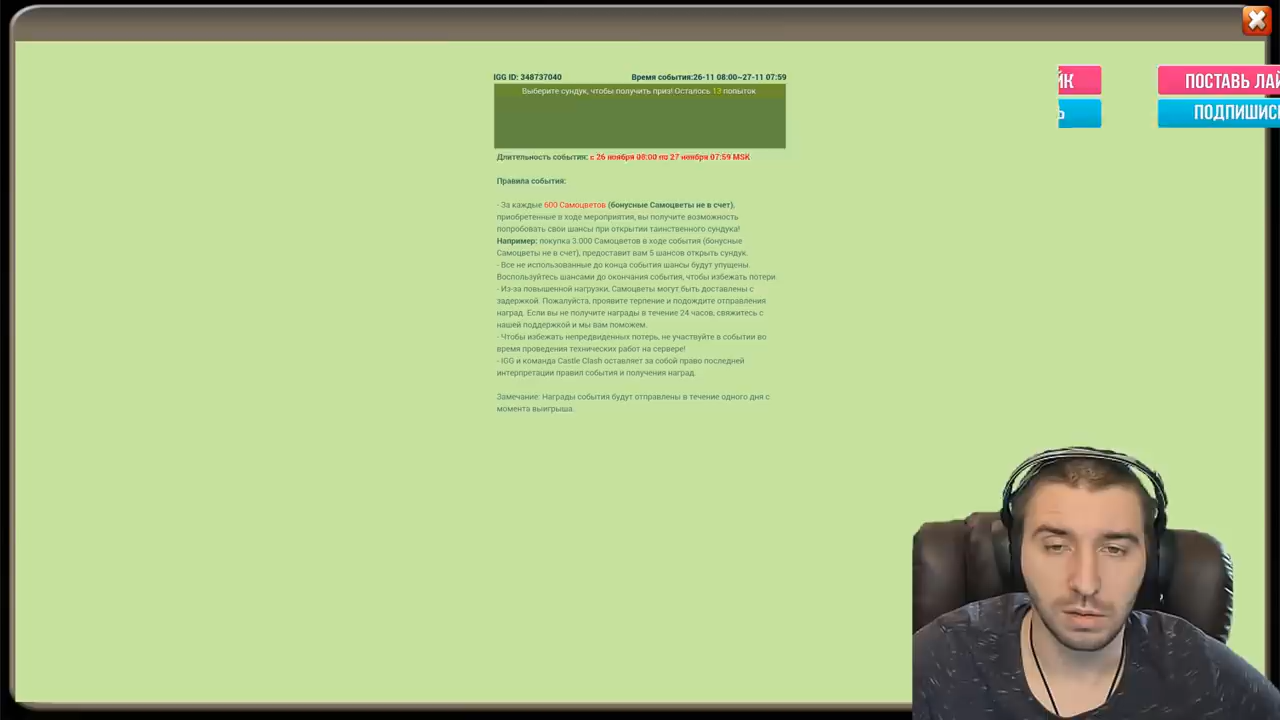 IGG ID: 348737040
Время события:26-11 08:00~27-11 07:59
Выберите сундук, чтобы получить приз! Осталось 13 попыток
Длительность события: с 26 ноября 08:00 по 27 ноября 07:59 MSK
Правила события:
- За каждые 600 Самоцветов (бонусные Самоцветы не в счет),
приобретенные в ходе мероприятия, вы получите возможность
попробовать свои шансы при открытии таинственного сундука!
Например: покупка 3.000 Самоцветов в ходе события (бонусные
Самоцветы не в счет), предоставит вам 5 шансов открыть сундук.
- Все не использованные до конца события шансы будут упущены.
Воспользуйтесь шансами до окончания события, чтобы избежать потери.
- Из-за повышенной нагрузки, Самоцветы могут быть доставлены с
задержкой. Пожалуйста, проявите терпение и подождите отправления
наград. Если вы не получите награды в течение 24 часов, свяжитесь с
нашей поддержкой и мы вам поможем.
- Чтобы избежать непредвиденных потерь, не участвуйте в событии во
время проведения технических работ на сервере!
- IGG и команда Castle Clash оставляет за собой право последней
интерпретации правил события и получения наград.
Замечание: Награды события будут отправлены в течение одного дня с
момента выигрыша.
ЙК
Ь
ПОСТАВЬ ЛАЙ
ПОДПИШИСЬ